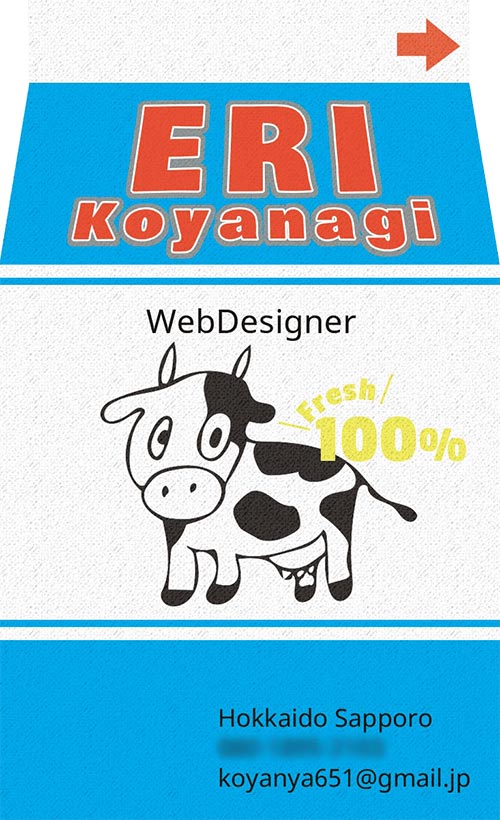 ERI
Koyanagi
WebDesigner
Fresh
100%
Hokkaido Sapporo
koyanya651@gmail.jp